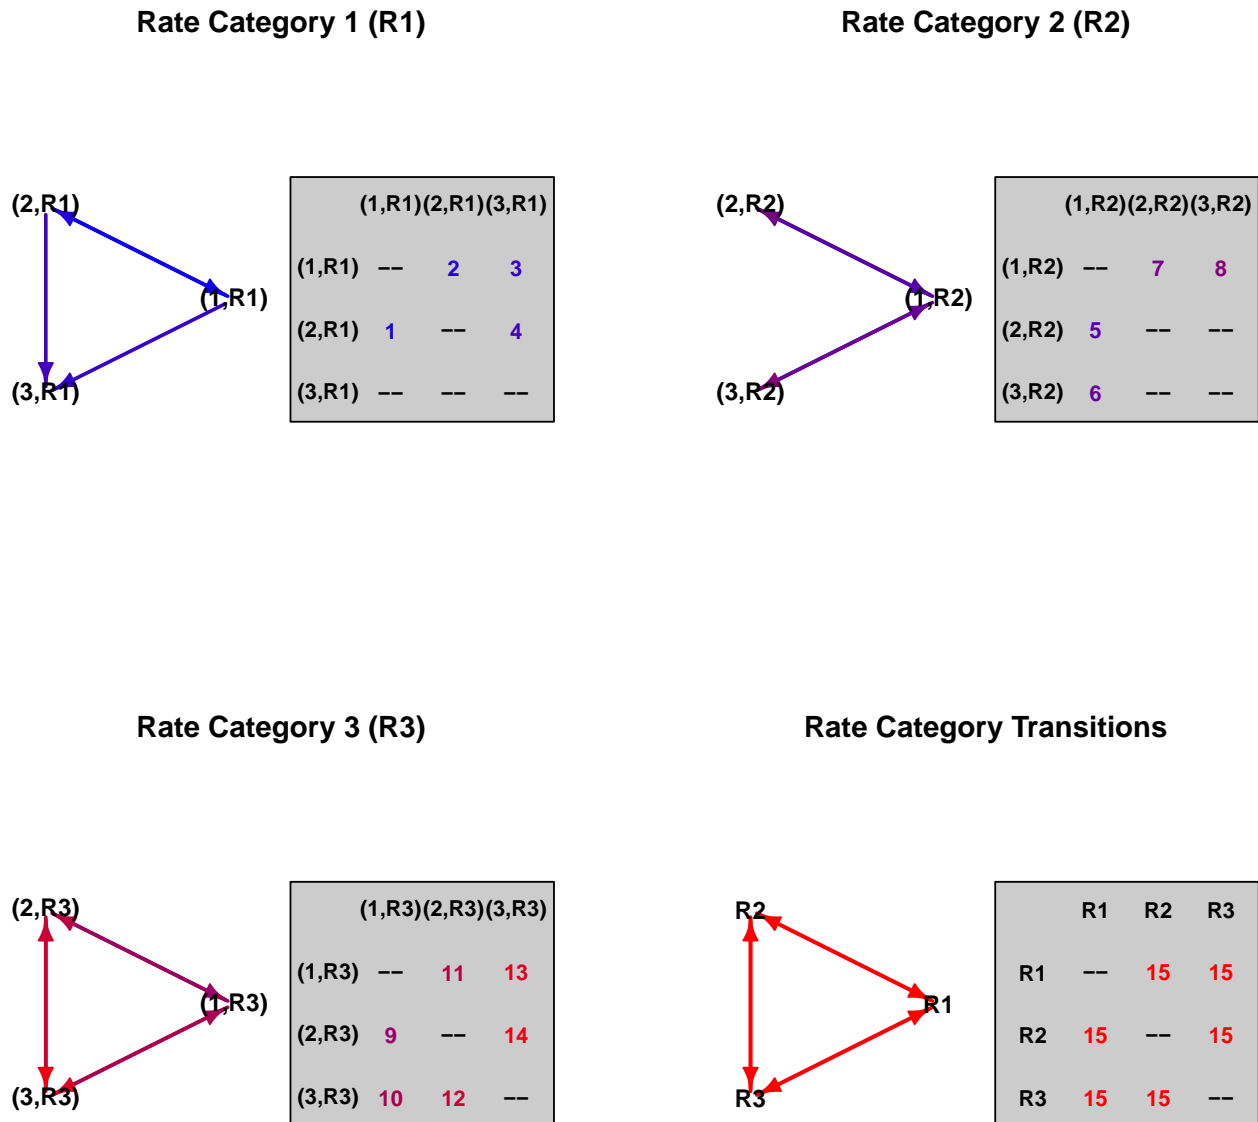 Rate Category 1 (R1)
(2,R1)
(1,R1)
(3,R1)
(1,R1) (2,R1) (3,R1)
(1,R1) -- 2 3
(2,R1) 1 -- 4
(3,R1) -- -- --
Rate Category 2 (R2)
(2,R2)
(1,R2)
(3,R2)
(1,R2) (2,R2) (3,R2)
(1,R2) -- 7 8
(2,R2) 5 -- --
(3,R2) 6 -- --
Rate Category 3 (R3)
(2,R3)
(1,R3)
(3,R3)
(1,R3) (2,R3) (3,R3)
(1,R3) -- 11 13
(2,R3) 9 -- 14
(3,R3) 10 12 --
Rate Category Transitions
R2
R1
R3
R1 R2 R3
R1 -- 15 15
R2 15 -- 15
R3 15 15 --